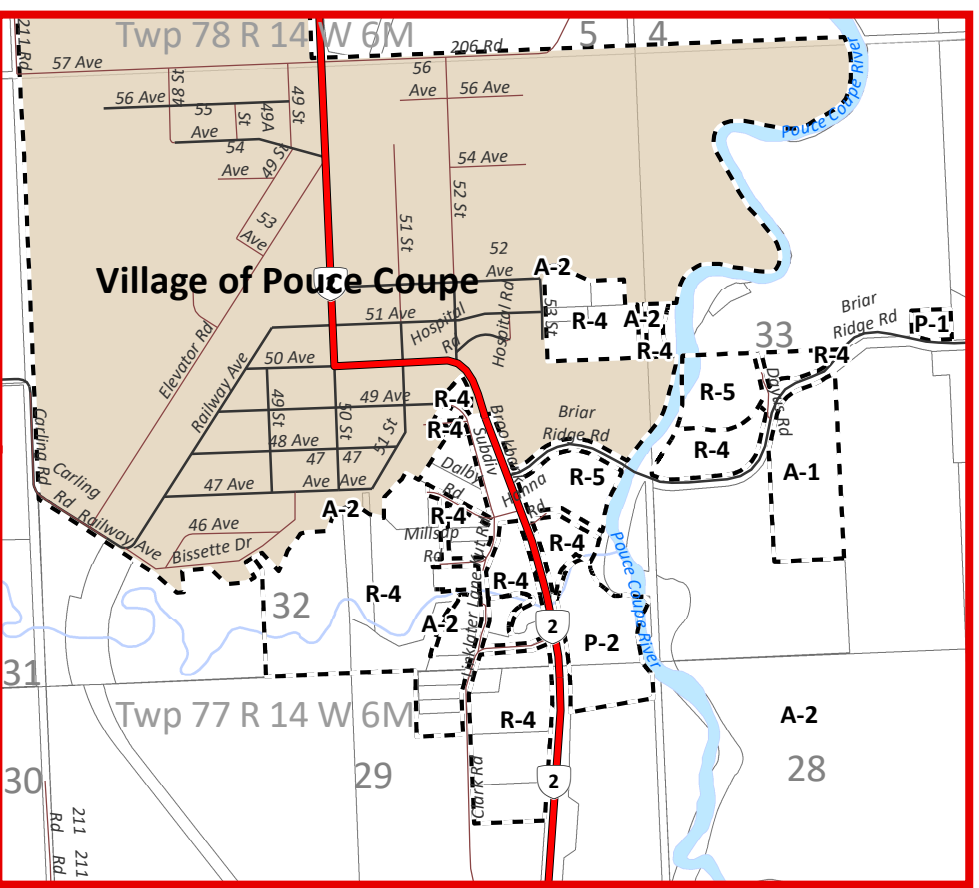 Twp 78 R 14 W 6M
5
4
211 Rd
206 Rd
57 Ave
56
Ave
56 Ave
48 St
49 St
56 Ave
55
Ave
St
49A
54
Ave
49 St
54 Ave
52 St
53
Ave
51 St
52
Ave
Pouce Coupe River
Village of Pouce Coupe
2
A-2
Hospital Rd
53 St
R-4
A-2
R-4
51 Ave
Hospital
Rd
Elevator Rd
Railway Ave
50 Ave
33
Briar
Ridge Rd
P-1
R-4
R-5
Dayus Rd
49 St
50 St
49 Ave
51 St
R-4
R-4
Subdiv
Briar
Ridge Rd
48 Ave
47
Ave
47
Ave
47 Ave
R-4
A-1
R-5
Hanna
Rd
Dalby
Rd
Carling Rd
Carling
Rd
Railway Ave
46 Ave
Bissette Dr
A-2
R-4
Millsap
Rd
R-4
R-4
R-4
32
A-2
2
P-2
Pouce Coupe River
31
Twp 77 R 14 W 6M
R-4
A-2
30
29
28
2
Clark Rd
211
Rd
211
Rd